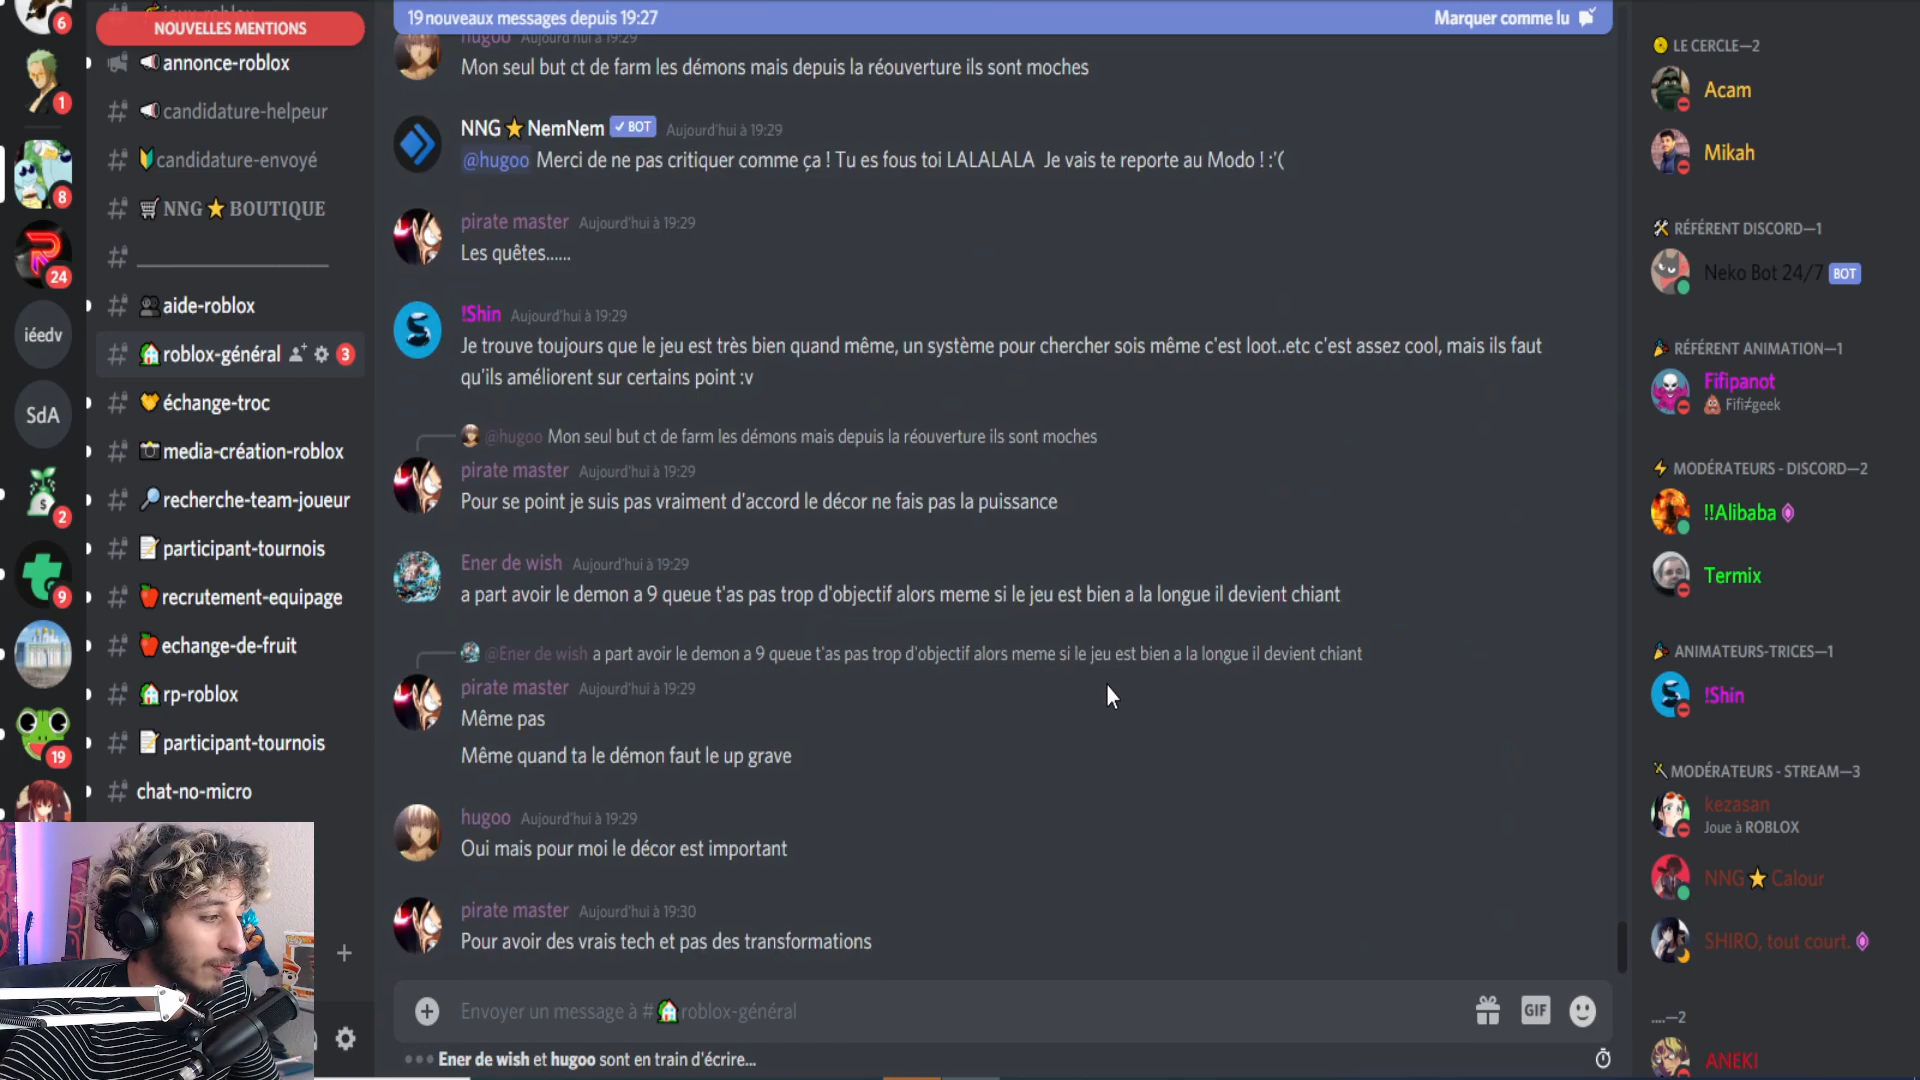 6
1
8
24
iéedv
SdA
2
9
19
NOUVELLES MENTIONS
annonce-roblox
candidature-helpeur
candidature-envoyé
NNG ⭐ BOUTIQUE
aide-roblox
roblox-général 3
échange-troc
media-création-roblox
recherche-team-joueur
participant-tournois
recrutement-equipage
echange-de-fruit
rp-roblox
participant-tournois
chat-no-micro
19 nouveaux messages depuis 19:27 Marquer comme lu
hugoo Aujourd'hui à 19:29
Mon seul but ct de farm les démons mais depuis la réouverture ils sont moches
NNG ⭐ NemNem ✓ BOT Aujourd'hui à 19:29
@hugoo Merci de ne pas critiquer comme ça ! Tu es fous toi LALALALA Je vais te reporte au Modo ! :'(
pirate master Aujourd'hui à 19:29
Les quêtes......
!Shin Aujourd'hui à 19:29
Je trouve toujours que le jeu est très bien quand même, un système pour chercher sois même c'est loot..etc c'est assez cool, mais ils faut
qu'ils améliorent sur certains point :v
@hugoo Mon seul but ct de farm les démons mais depuis la réouverture ils sont moches
pirate master Aujourd'hui à 19:29
Pour se point je suis pas vraiment d'accord le décor ne fais pas la puissance
Ener de wish Aujourd'hui à 19:29
a part avoir le demon a 9 queue t'as pas trop d'objectif alors meme si le jeu est bien a la longue il devient chiant
@Ener de wish a part avoir le demon a 9 queue t'as pas trop d'objectif alors meme si le jeu est bien a la longue il devient chiant
pirate master Aujourd'hui à 19:29
Même pas
Même quand ta le démon faut le up grave
hugoo Aujourd'hui à 19:29
Oui mais pour moi le décor est important
pirate master Aujourd'hui à 19:30
Pour avoir des vrais tech et pas des transformations
Envoyer un message à #🏠roblox-général
GIF
Ener de wish et hugoo sont en train d'écrire...
LE CERCLE—2
Acam
Mikah
RÉFÉRENT DISCORD—1
Neko Bot 24/7 BOT
RÉFÉRENT ANIMATION—1
Fifipanot
💩 Fifi≠geek
MODÉRATEURS - DISCORD—2
!!Alibaba
Termix
ANIMATEURS-TRICES—1
!Shin
MODÉRATEURS - STREAM—3
kezasan
Joue à ROBLOX
NNG ⭐ Calour
SHIRO, tout court.
....—2
ANEKI